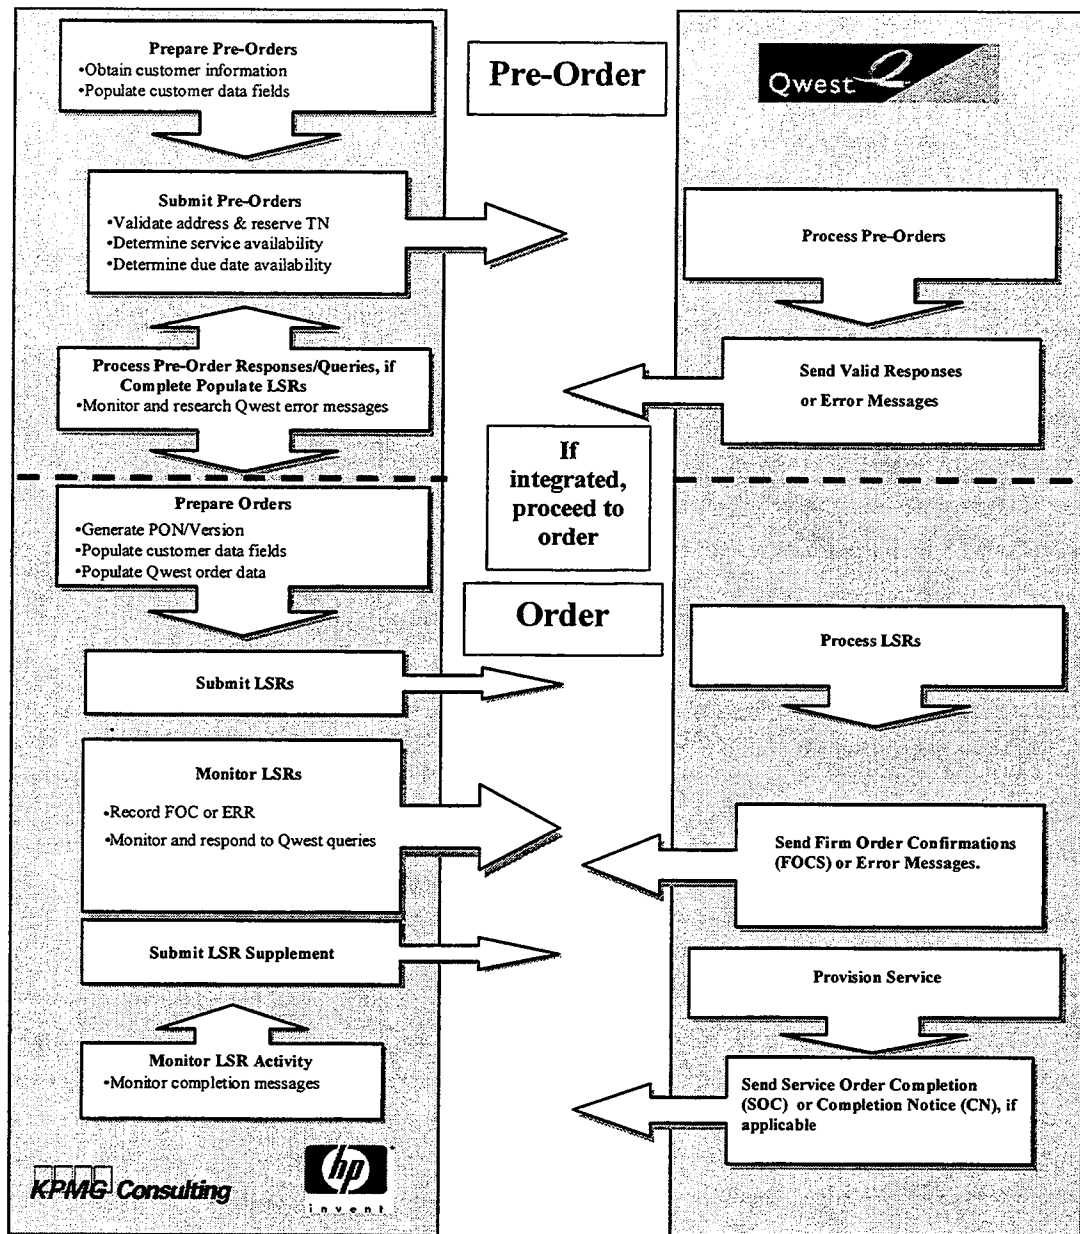 Prepare Pre-Orders
•Obtain customer information
•Populate customer data fields
Submit Pre-Orders
•Validate address & reserve TN
•Determine service availability
•Determine due date availability
Process Pre-Order Responses/Queries, if
Complete Populate LSRs
•Monitor and research Qwest error messages
Prepare Orders
•Generate PON/Version
•Populate customer data fields
•Populate Qwest order data
Submit LSRs
Monitor LSRs
•Record FOC or ERR
•Monitor and respond to Qwest queries
Submit LSR Supplement
Monitor LSR Activity
•Monitor completion messages
KPMG Consulting
hp
invent
Pre-Order
If
integrated,
proceed to
order
Order
Qwest
Process Pre-Orders
Send Valid Responses
or Error Messages
Process LSRs
Send Firm Order Confirmations
(FOCS) or Error Messages.
Provision Service
Send Service Order Completion
(SOC) or Completion Notice (CN), if
applicable